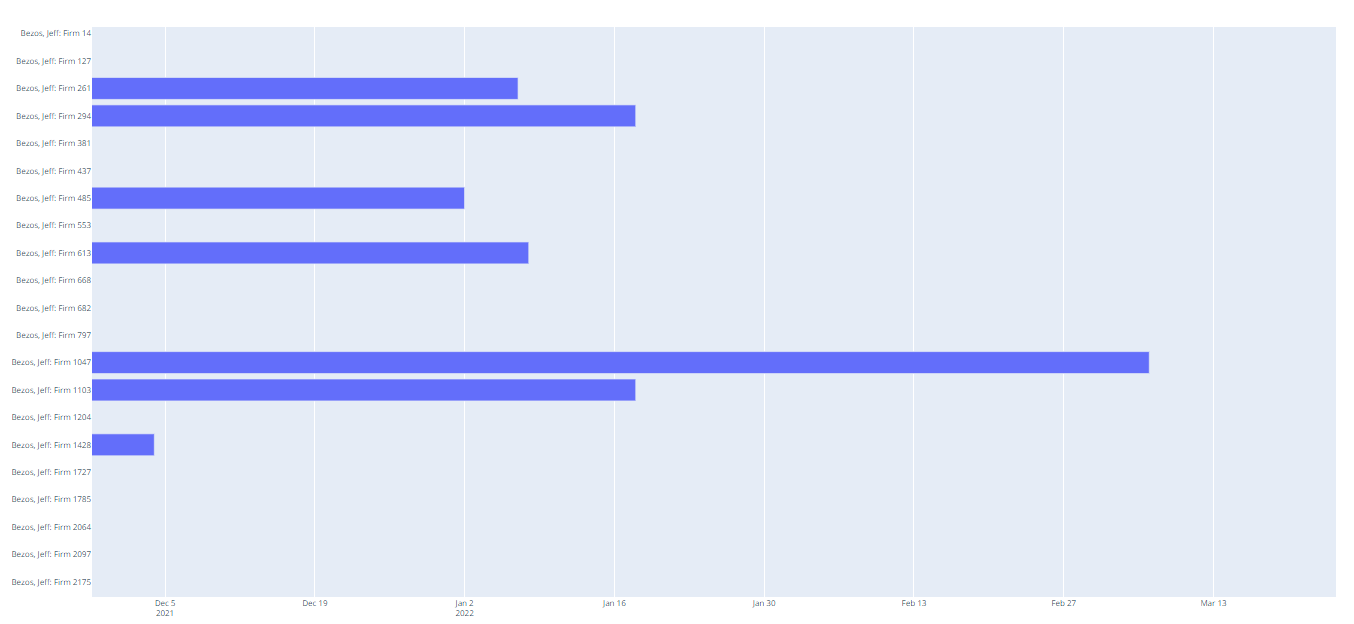 Bezos, Jeff: Firm 14
Bezos, Jeff: Firm 127
Bezos, Jeff: Firm 261
Bezos, Jeff: Firm 294
Bezos, Jeff: Firm 381
Bezos, Jeff: Firm 437
Bezos, Jeff: Firm 485
Bezos, Jeff: Firm 553
Bezos, Jeff: Firm 613
Bezos, Jeff: Firm 668
Bezos, Jeff: Firm 682
Bezos, Jeff: Firm 797
Bezos, Jeff: Firm 1047
Bezos, Jeff: Firm 1103
Bezos, Jeff: Firm 1204
Bezos, Jeff: Firm 1428
Bezos, Jeff: Firm 1727
Bezos, Jeff: Firm 1785
Bezos, Jeff: Firm 2064
Bezos, Jeff: Firm 2097
Bezos, Jeff: Firm 2175
Dec 5 Dec 19 Jan 2 Jan 16 Jan 30 Feb 13 Feb 27 Mar 13
2021 2022